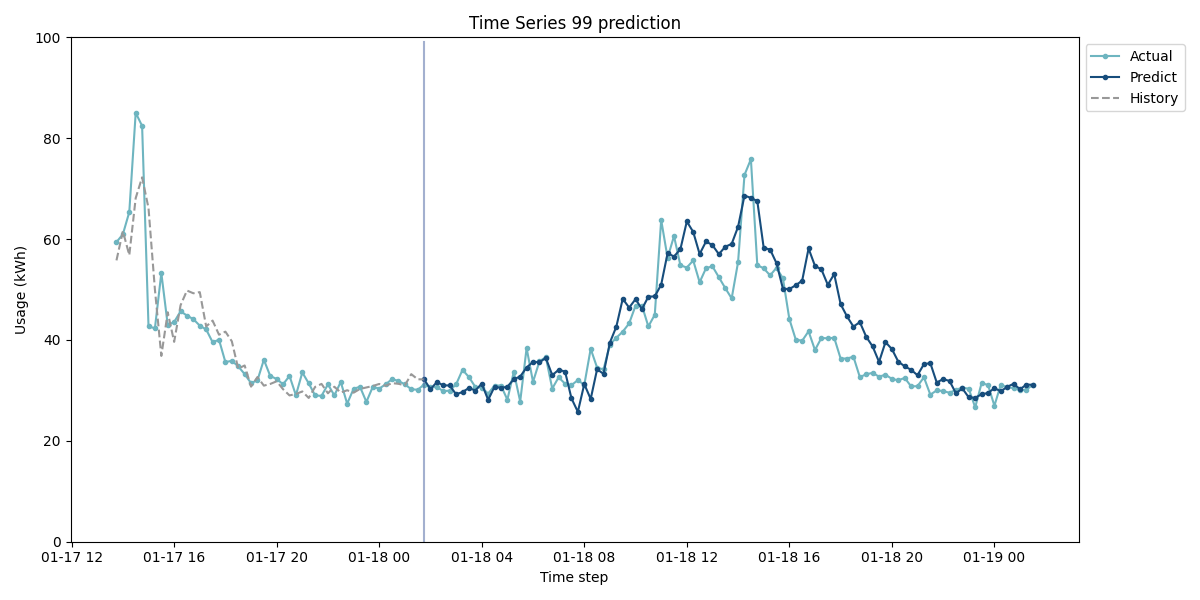 Time Series 99 prediction
100
80
60
40
20
0
Usage (kWh)
01-17 12
01-17 16
01-17 20
01-18 00
01-18 04
01-18 08
01-18 12
01-18 16
01-18 20
01-19 00
Time step
Actual
Predict
History